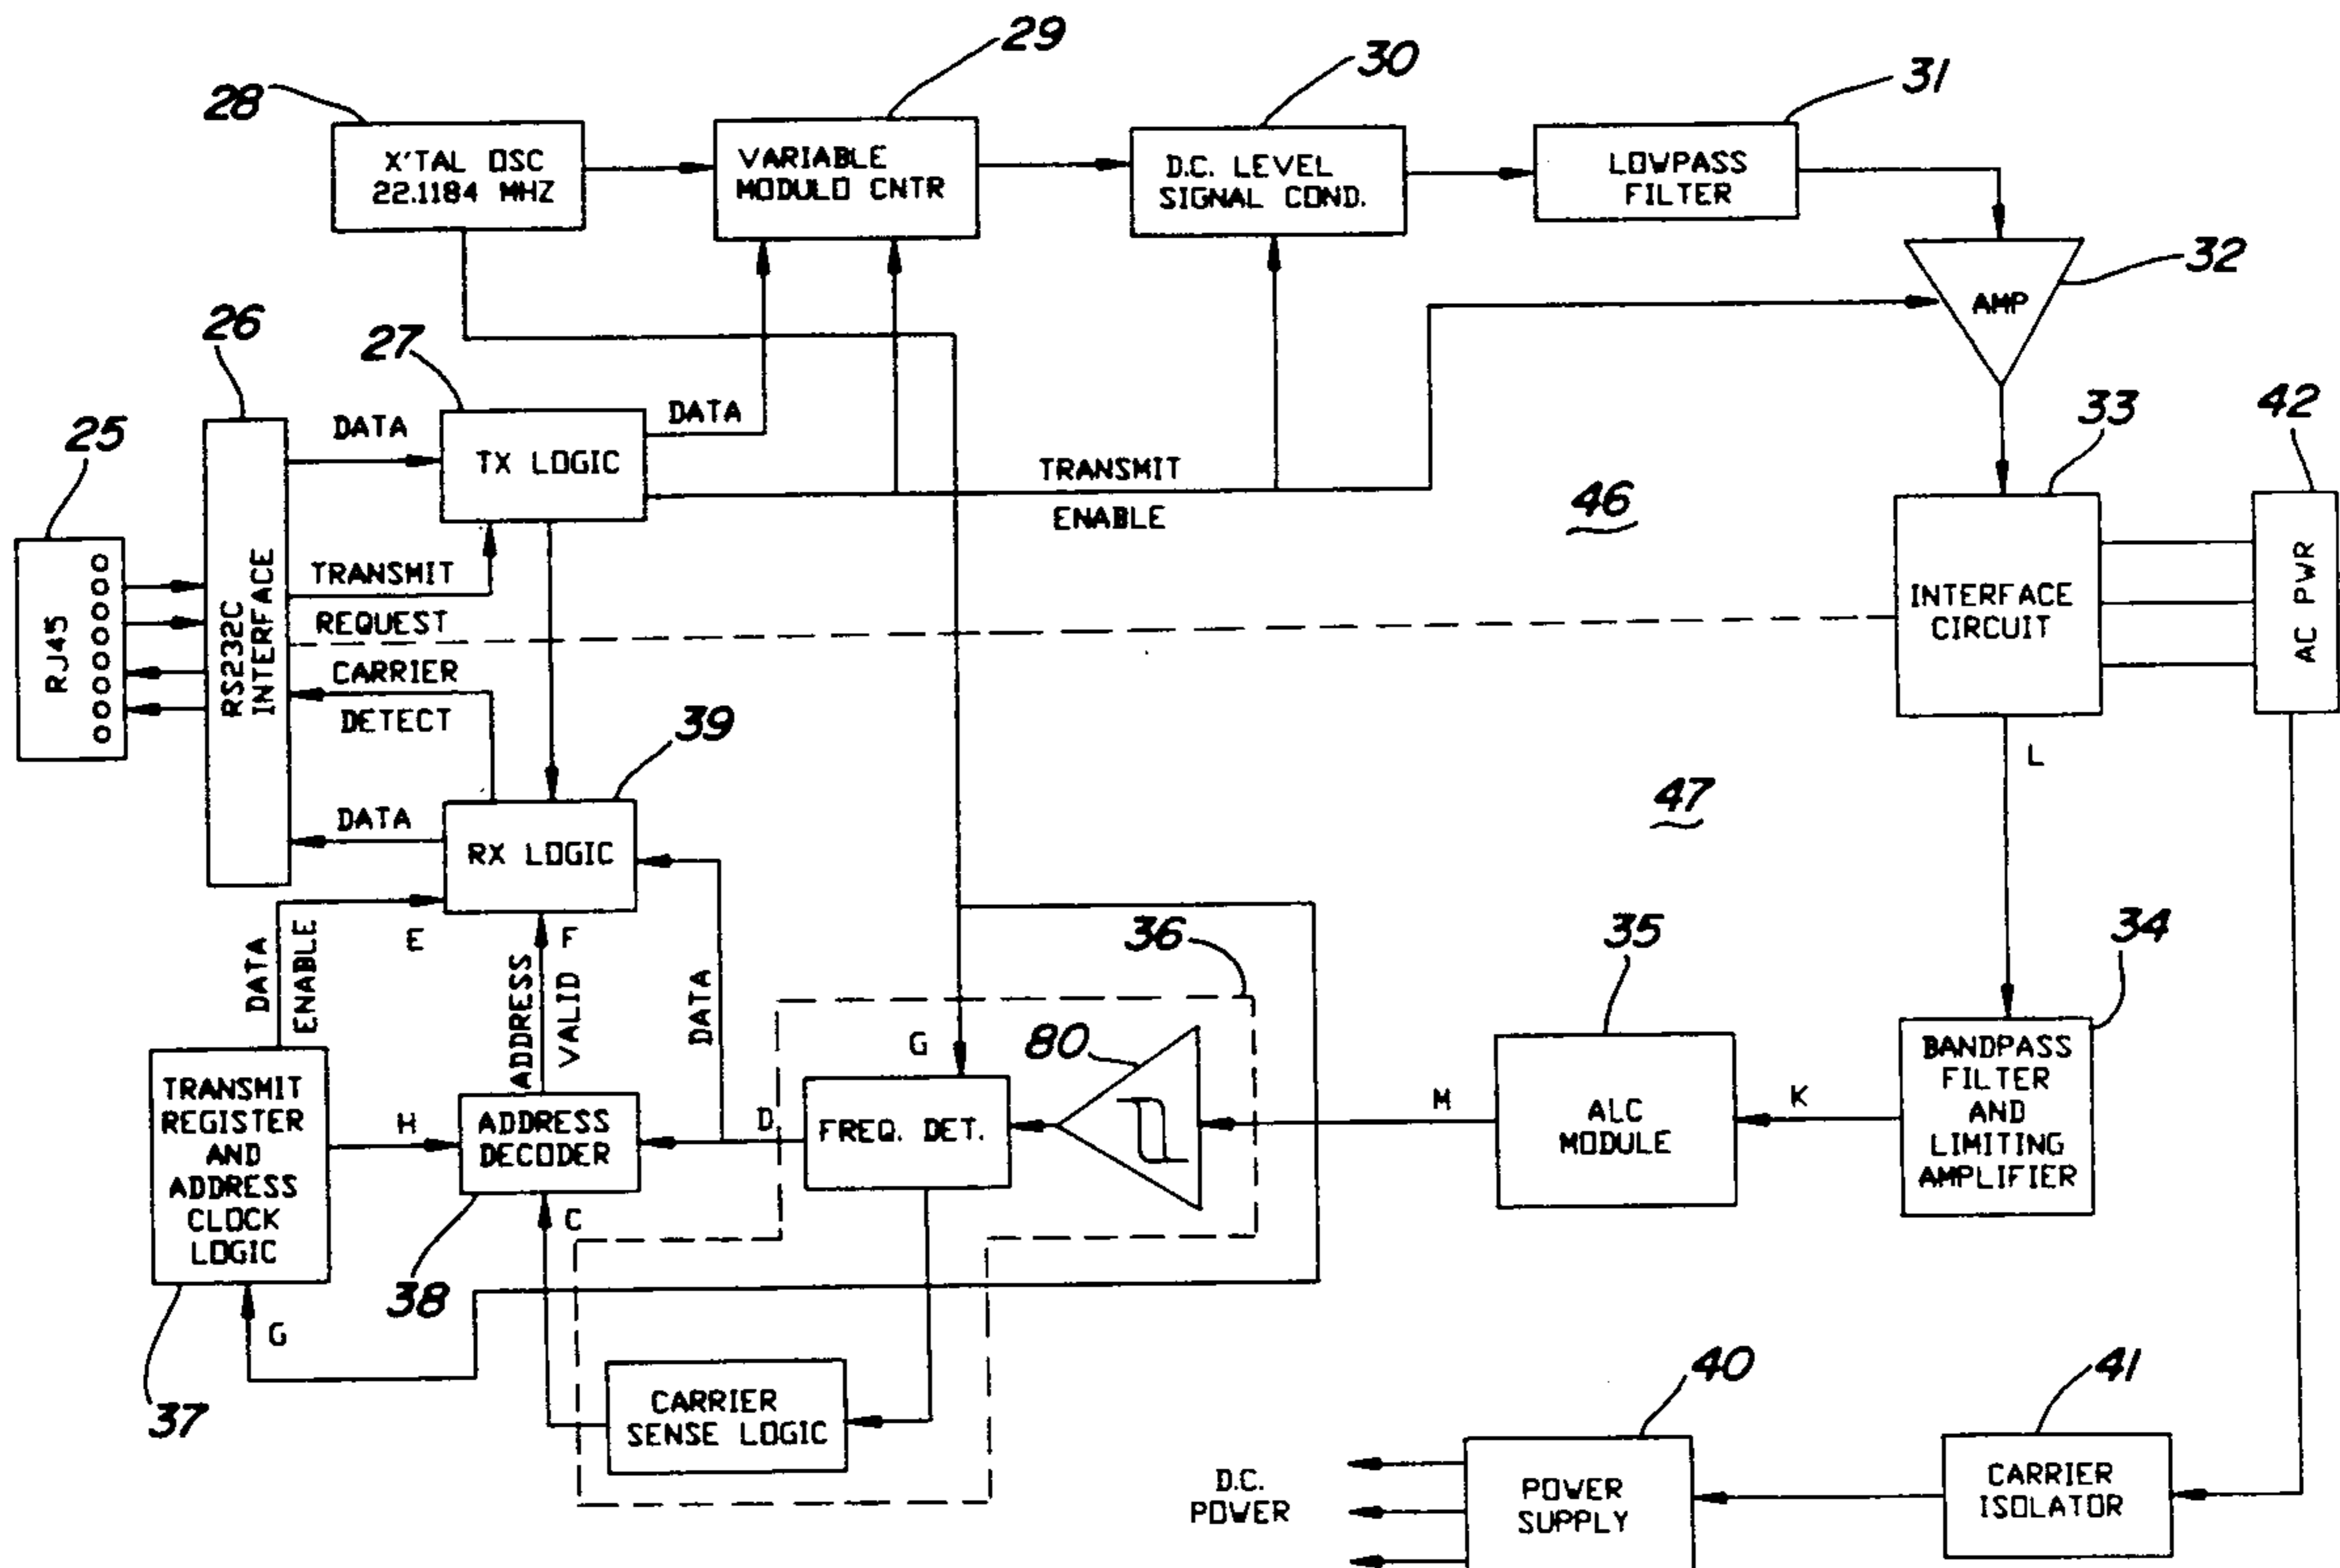 29
30
31
28
X'TAL OSC
22.1184 MHZ
VARIABLE
MODULO CNTR
D.C. LEVEL
SIGNAL COND.
LOWPASS
FILTER
32
AMP
26
27
25
DATA
DATA
TX LOGIC
TRANSMIT
ENABLE
46
33
42
RJ45
RS232C
INTERFACE
TRANSMIT
REQUEST
INTERFACE
CIRCUIT
AC PWR
CARRIER
DETECT
39
L
47
DATA
RX LOGIC
DATA
ENABLE
E
F
ADDRESS
VALID
DATA
36
35
34
G
80
TRANSMIT
REGISTER
AND
ADDRESS
CLOCK
LOGIC
H
ADDRESS
DECODER
D
FREQ. DET.
M
ALC
MODULE
K
BANDPASS
FILTER
AND
LIMITING
AMPLIFIER
C
38
G
37
CARRIER
SENSE LOGIC
40
41
D.C.
POWER
POWER
SUPPLY
CARRIER
ISOLATOR